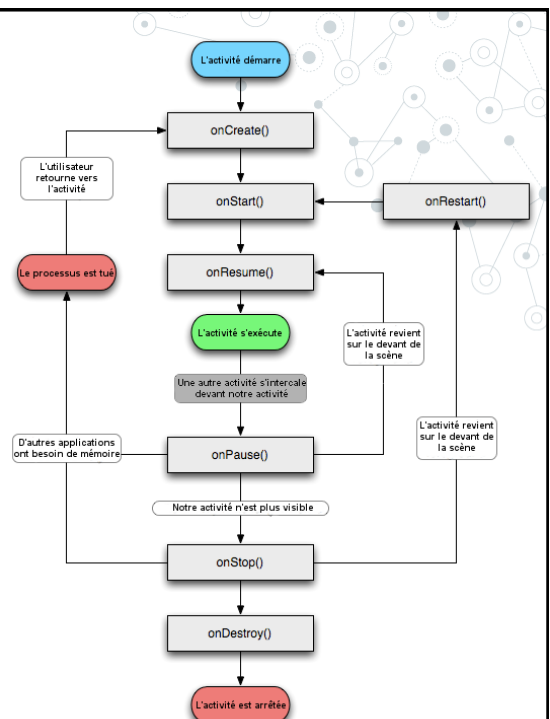 L'activité démarre
onCreate()
L'utilisateur
retourne vers
l'activité
onStart()
onRestart()
Le processus est tué
onResume()
L'activité s'exécute
L'activité revient
sur le devant de
la scène
Une autre activité s'intercale
devant notre activité
D'autres applications
ont besoin de mémoire
onPause()
L'activité revient
sur le devant de
la scène
Notre activité n'est plus visible
onStop()
onDestroy()
L'activité est arrêtée